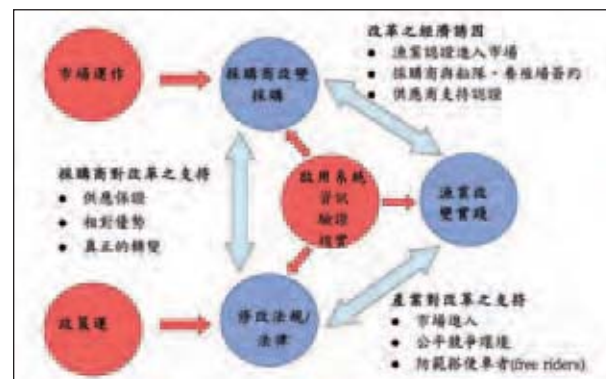 改革之經濟誘因
● 漁業認證進入市場
● 採購商與船隊、養殖場簽約
● 供應商支持認證
市場運作
採購商改變
採購
採購商對改革之支持
● 供應保證
● 相對優勢
● 真正的轉變
啟用系統
資訊
驗證
核實
漁業改
變實踐
政策運
修改法規/
法律
產業對改革之支持
● 市場進入
● 公平競爭環境
● 防範搭便車者(free riders)